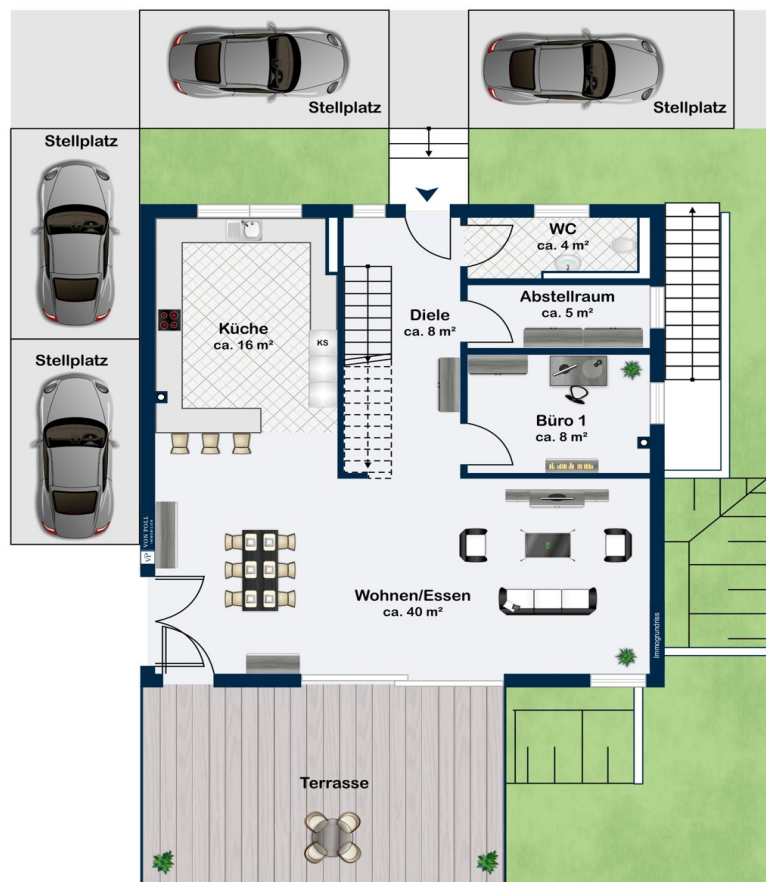 Stellplatz
Stellplatz
Stellplatz
WC
ca. 4 m²
Abstellraum
ca. 5 m²
Diele
ca. 8 m²
Küche
ca. 16 m²
KS
Stellplatz
Büro 1
ca. 8 m²
VON POLL
IMMOBILIEN
VP
Wohnen/Essen
ca. 40 m²
Immogrundriss
Terrasse